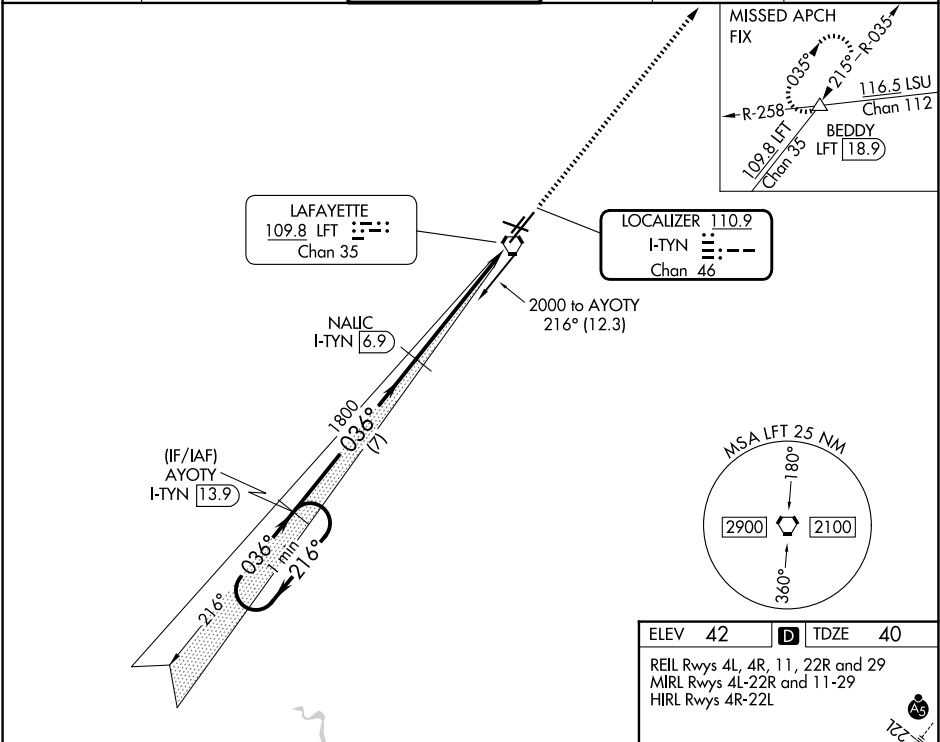 MISSED APCH
FIX
035°
215°
R-035
116.5 LSU
Chan 112
R-258
BEDDY
LFT 18.9
109.8 LFT
Chan 35
LAFAYETTE
109.8 LFT
Chan 35
LOCALIZER 110.9
I-TYN
Chan 46
2000 to AYOTY
216° (12.3)
NALIC
I-TYN 6.9
1800
036°
(7)
(IF/IAF)
AYOTY
I-TYN 13.9
036°
1 min
216°
216°
MSA LFT 25 NM
180°
2900
2100
360°
ELEV 42 D TDZE 40
REIL Rwys 4L, 4R, 11, 22R and 29
MIRL Rwys 4L-22R and 11-29
HIRL Rwys 4R-22L
A5
22L